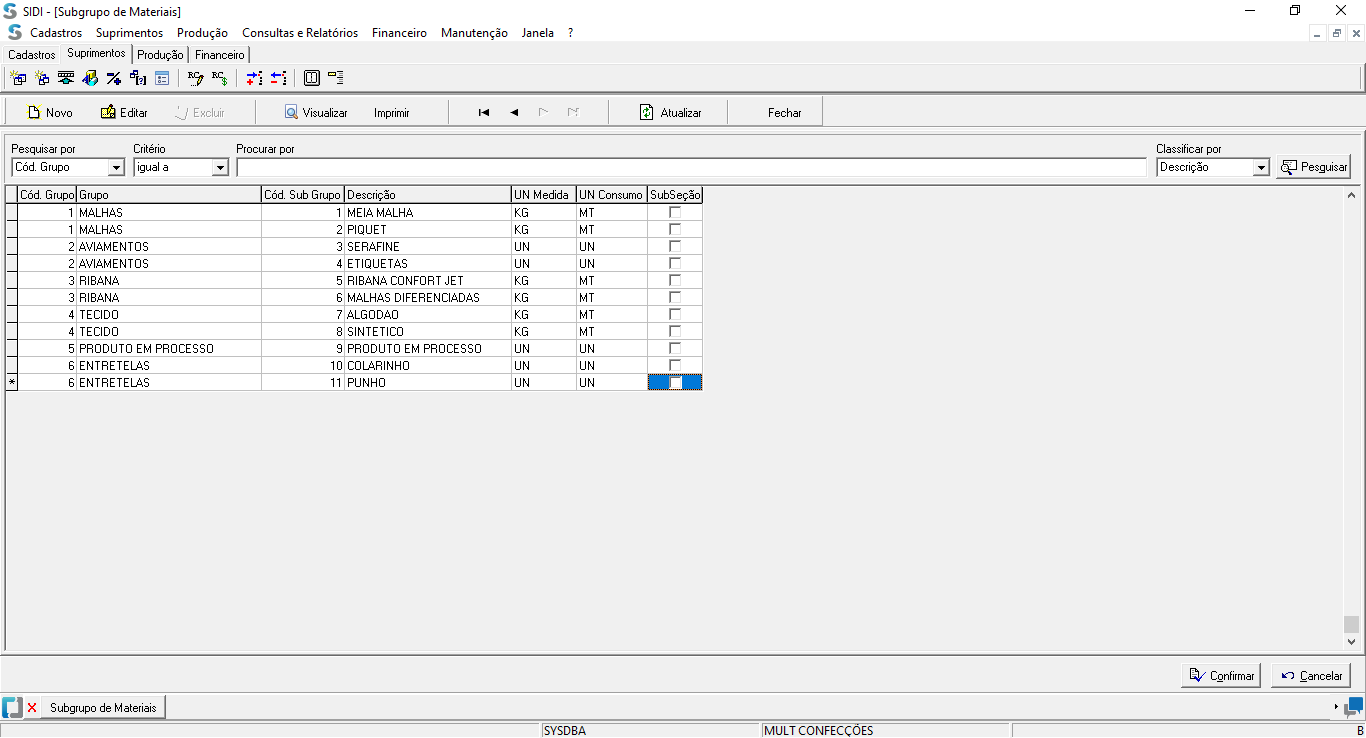 SIDI - [Subgrupo de Materiais]
Cadastros Suprimentos Produção Consultas e Relatórios Financeiro Manutenção Janela ?
Cadastros Suprimentos Produção Financeiro
Novo Editar Excluir Visualizar Imprimir Atualizar Fechar
Pesquisar por Critério Procurar por Classificar por
Cód. Grupo igual a Descrição Pesquisar
Cód. Grupo Grupo Cód. Sub Grupo Descrição UN Medida UN Consumo SubSeção
1 MALHAS 1 MEIA MALHA KG MT
1 MALHAS 2 PIQUET KG MT
2 AVIAMENTOS 3 SERAFINE UN UN
2 AVIAMENTOS 4 ETIQUETAS UN UN
3 RIBANA 5 RIBANA CONFORT JET KG MT
3 RIBANA 6 MALHAS DIFERENCIADAS KG MT
4 TECIDO 7 ALGODAO KG MT
4 TECIDO 8 SINTETICO KG MT
5 PRODUTO EM PROCESSO 9 PRODUTO EM PROCESSO UN UN
6 ENTRETELAS 10 COLARINHO UN UN
* 6 ENTRETELAS 11 PUNHO UN UN
Confirmar Cancelar
Subgrupo de Materiais
SYSDBA MULT CONFECÇÕES B